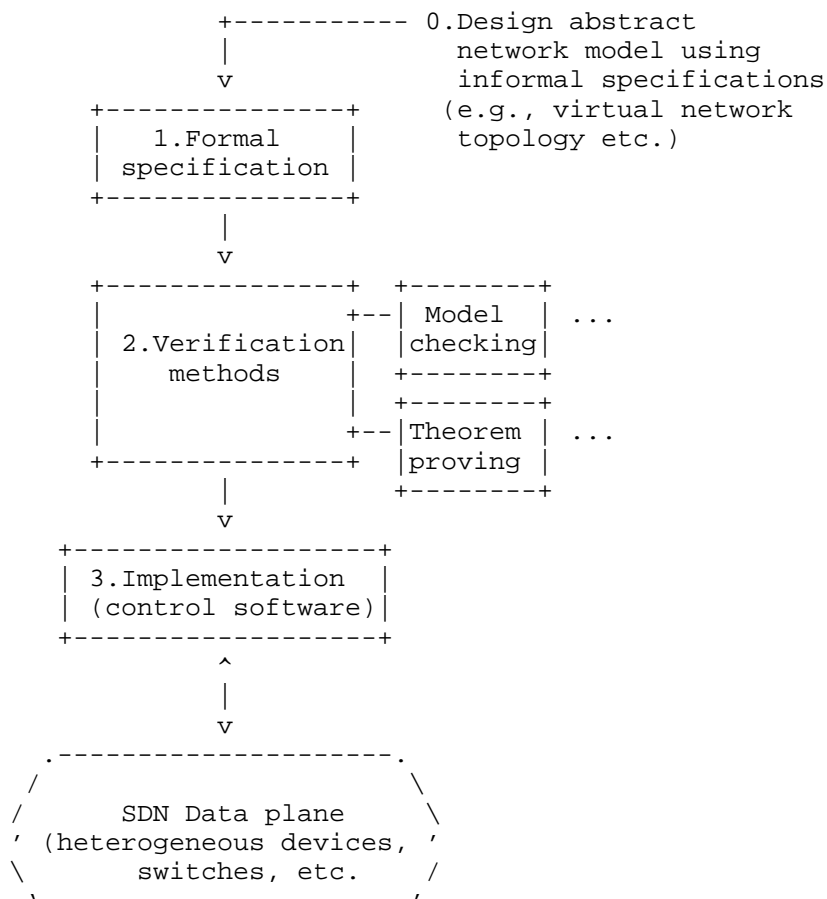 0.Design abstract
network model using
informal specifications
(e.g., virtual network
topology etc.)
1.Formal
specification
2.Verification
methods
Model
checking
...
Theorem
proving
...
3.Implementation
(control software)
SDN Data plane
(heterogeneous devices,
switches, etc.